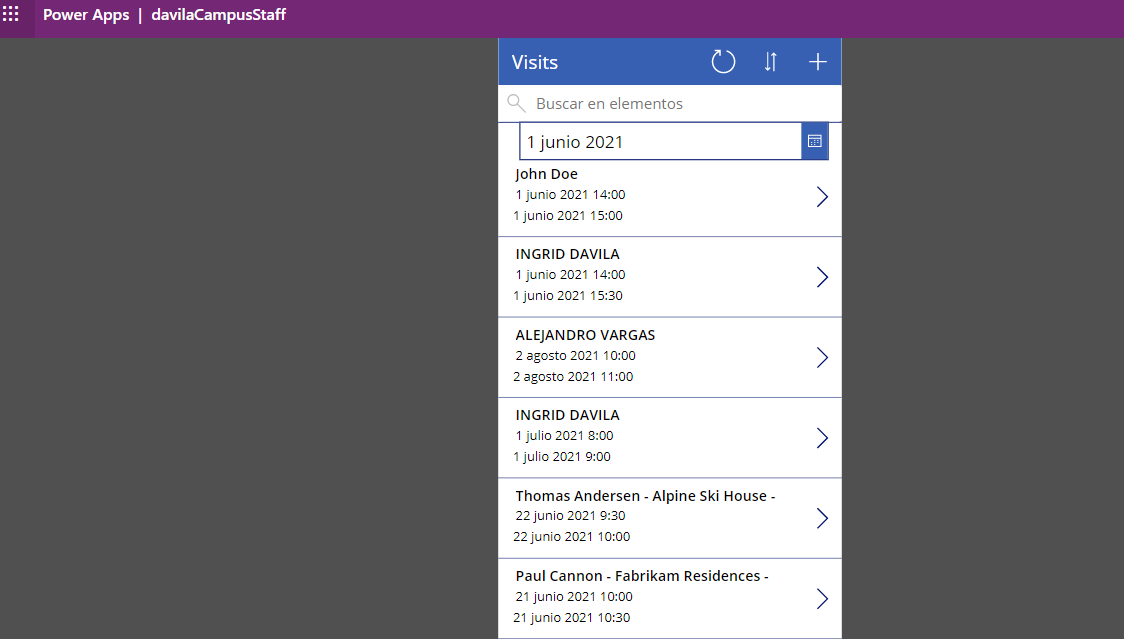 Power Apps | davilaCampusStaff
Visits
Buscar en elementos
1 junio 2021
John Doe
1 junio 2021 14:00
1 junio 2021 15:00
INGRID DAVILA
1 junio 2021 14:00
1 junio 2021 15:30
ALEJANDRO VARGAS
2 agosto 2021 10:00
2 agosto 2021 11:00
INGRID DAVILA
1 julio 2021 8:00
1 julio 2021 9:00
Thomas Andersen - Alpine Ski House -
22 junio 2021 9:30
22 junio 2021 10:00
Paul Cannon - Fabrikam Residences -
21 junio 2021 10:00
21 junio 2021 10:30